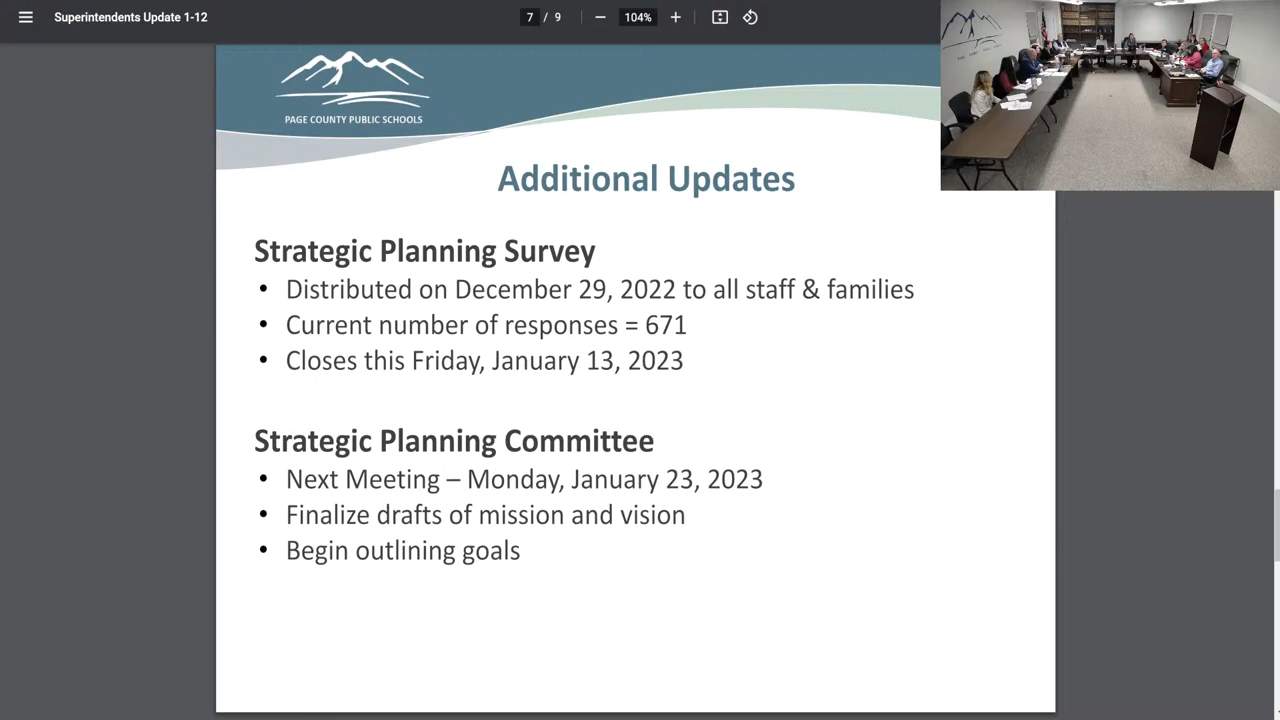 Superintendents Update 1-12
7 / 9
104%
PAGE COUNTY PUBLIC SCHOOLS
Additional Updates
Strategic Planning Survey
• Distributed on December 29, 2022 to all staff & families
• Current number of responses = 671
• Closes this Friday, January 13, 2023
Strategic Planning Committee
• Next Meeting – Monday, January 23, 2023
• Finalize drafts of mission and vision
• Begin outlining goals